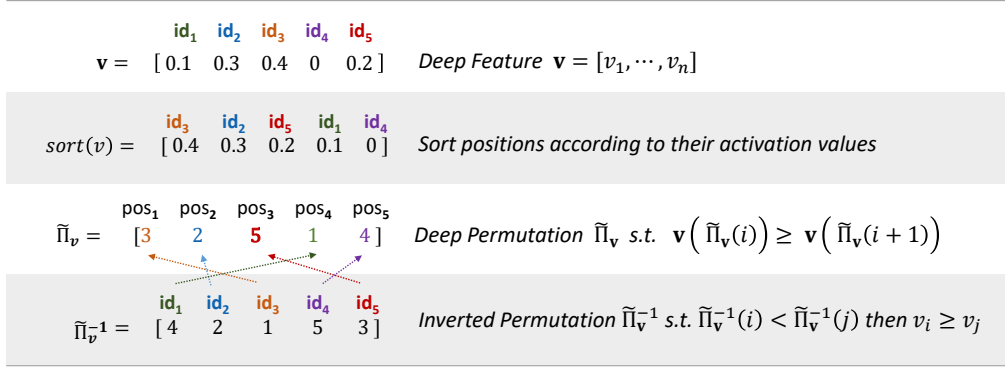 id₁ id₂ id₃ id₄ id₅
𝐯 = [ 0.1 0.3 0.4 0 0.2 ] Deep Feature 𝐯 = [v₁, ⋯ , vₙ]
id₃ id₂ id₅ id₁ id₄
sort(v) = [ 0.4 0.3 0.2 0.1 0 ] Sort positions according to their activation values
pos₁ pos₂ pos₃ pos₄ pos₅
Π̃ᵥ = [3 2 5 1 4 ] Deep Permutation Π̃ᵥ s.t. 𝐯( Π̃ᵥ(i)) ≥ 𝐯( Π̃ᵥ(i + 1))
id₁ id₂ id₃ id₄ id₅
Π̃ᵥ⁻¹ = [ 4 2 1 5 3 ] Inverted Permutation Π̃ᵥ⁻¹ s.t. Π̃ᵥ⁻¹(i) < Π̃ᵥ⁻¹(j) then vᵢ ≥ vⱼ